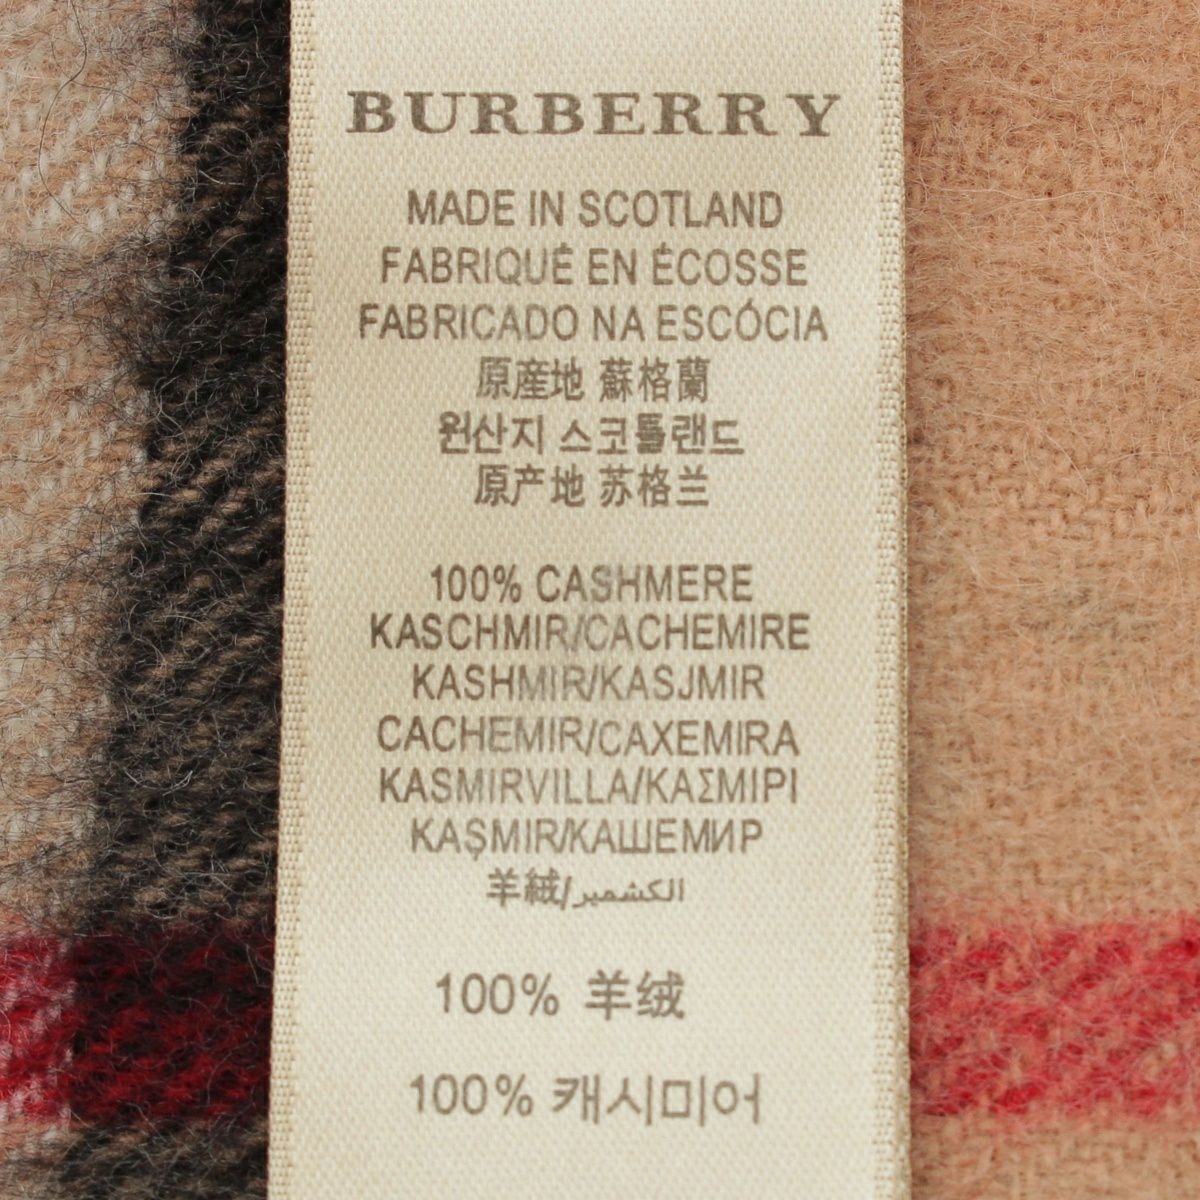 BURBERRY
MADE IN SCOTLAND
FABRIQUÉ EN ÉCOSSE
FABRICADO NA ESCÓCIA
原産地 蘇格蘭
원산지 스코틀랜드
原产地 苏格兰
100% CASHMERE
KASCHMIR/CACHEMIRE
KASHMIR/KASJMIR
CACHEMIR/CAXEMIRA
KASMIRVILLA/ΚΑΣΜΙΡΙ
KAŞMIR/КАШЕМИР
羊絨/الكشمير
100% 羊绒
100% 캐시미어